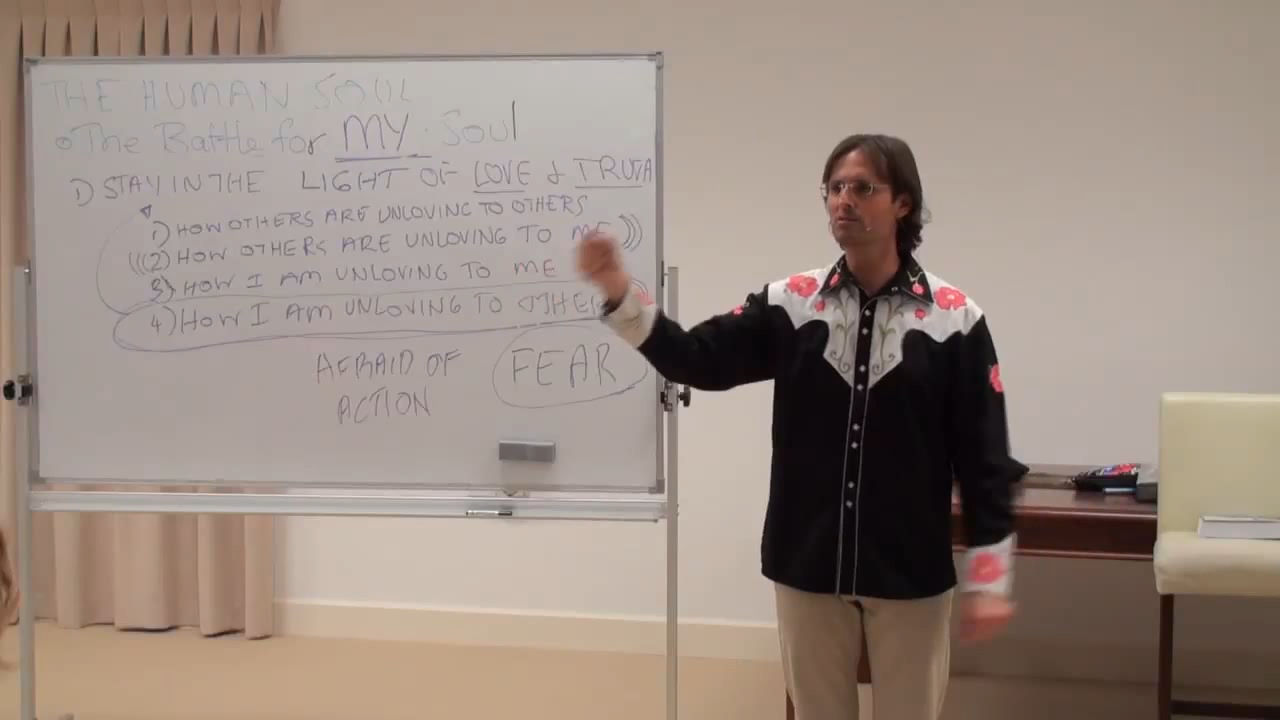 THE HUMAN SOUL
The Battle for MY Soul
1) STAY IN THE LIGHT OF LOVE & TRUTH
1) HOW OTHERS ARE UNLOVING TO OTHERS
(((2) HOW OTHERS ARE UNLOVING TO ME)))
3) HOW I AM UNLOVING TO ME
4) HOW I AM UNLOVING TO OTHER
AFRAID OF
ACTION
FEAR